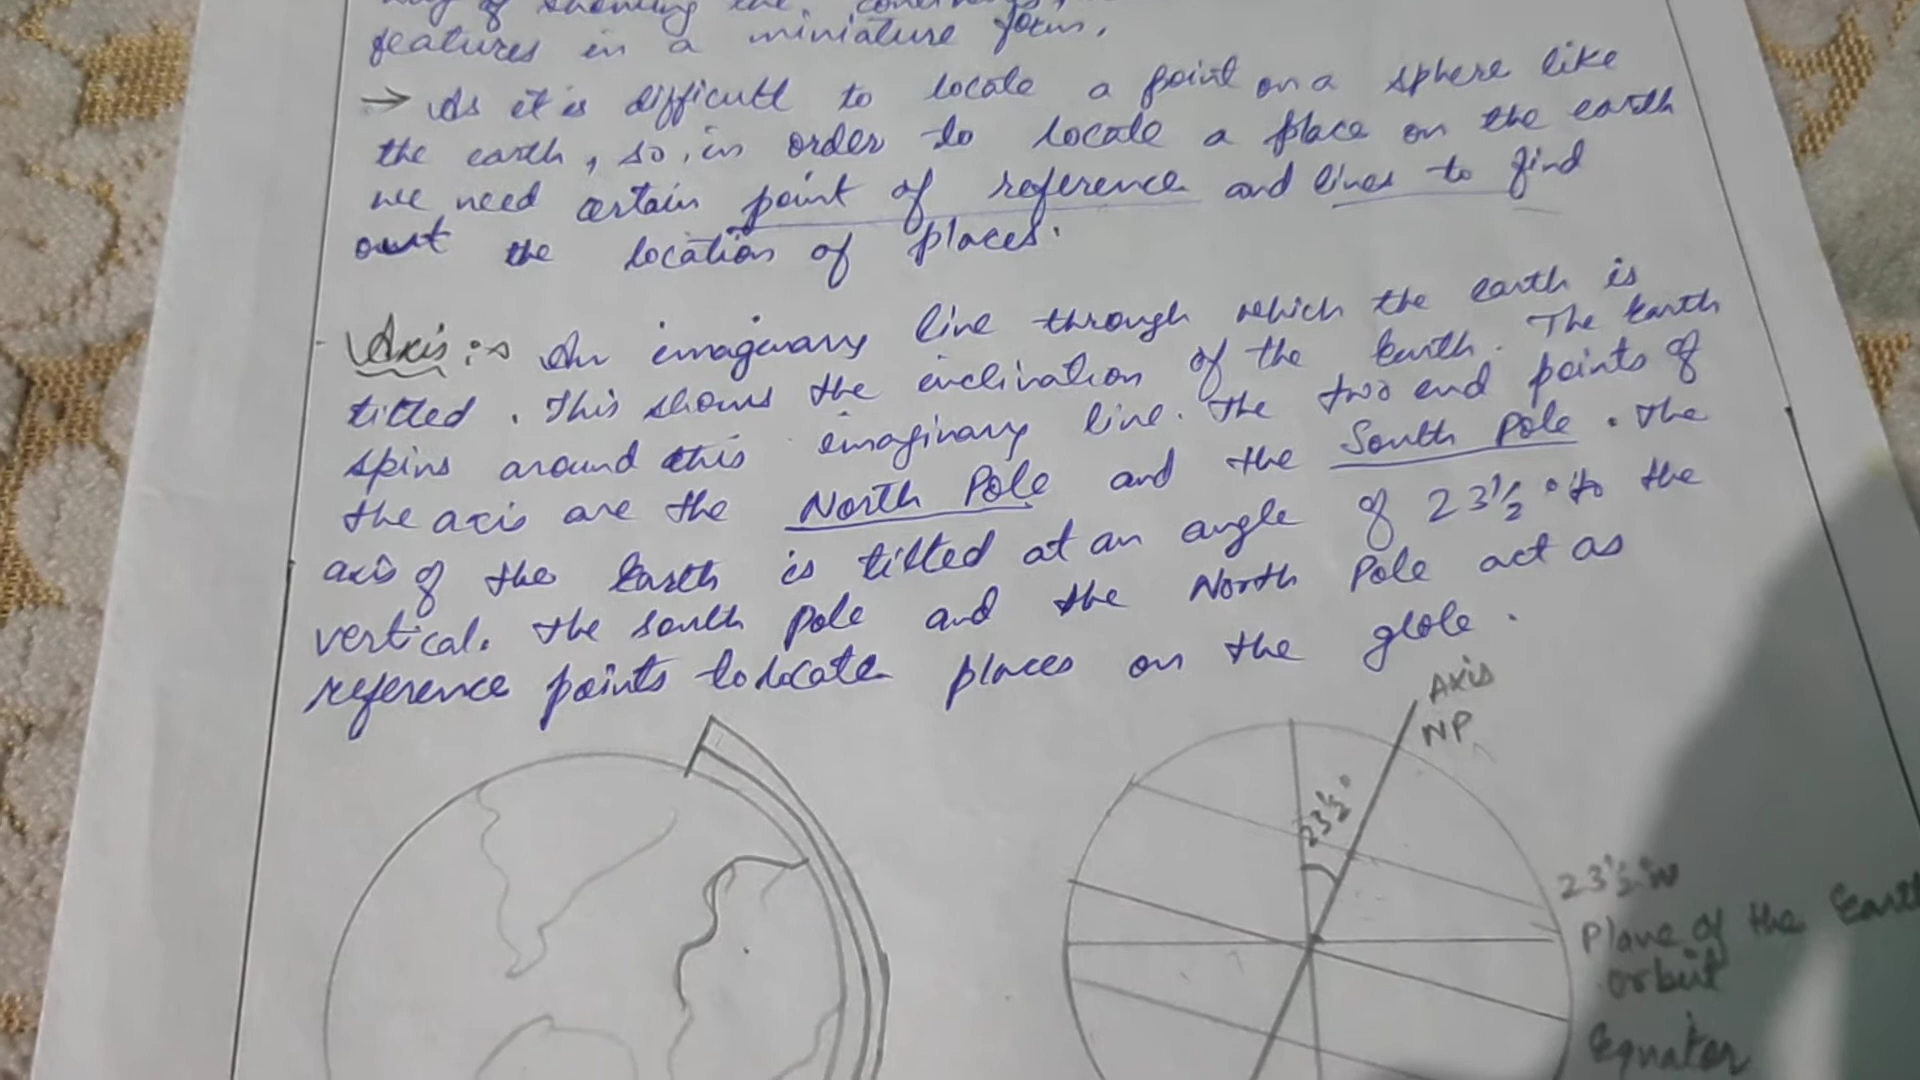 way of showing the
features in a miniature form.
→ As it is difficult to locate a point on a sphere like
the earth, so, in order to locate a place on the earth
we need certain point of reference and lines to find
out the location of places.
Axis :→ An imaginary line through which the earth is
titted. This shows the inclination of the Earth. The Earth
spins around this imaginary line. The two end points of
the axis are the North Pole and the South Pole. The
axis of the Earth is tilted at an angle of 23½° to the
vertical. The south pole and the North Pole act as
reference points to locate places on the globe.
Axis
NP
23½°
23½°N
Plane of the Earth
orbit
Equator